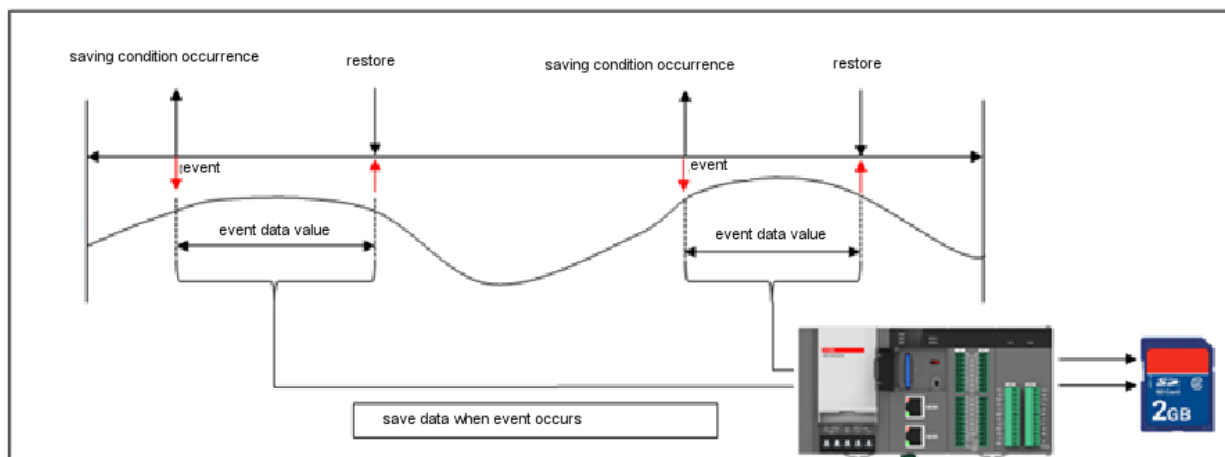 saving condition occurrence
restore
saving condition occurrence
restore
event
event
event data value
event data value
save data when event occurs
SD
2GB